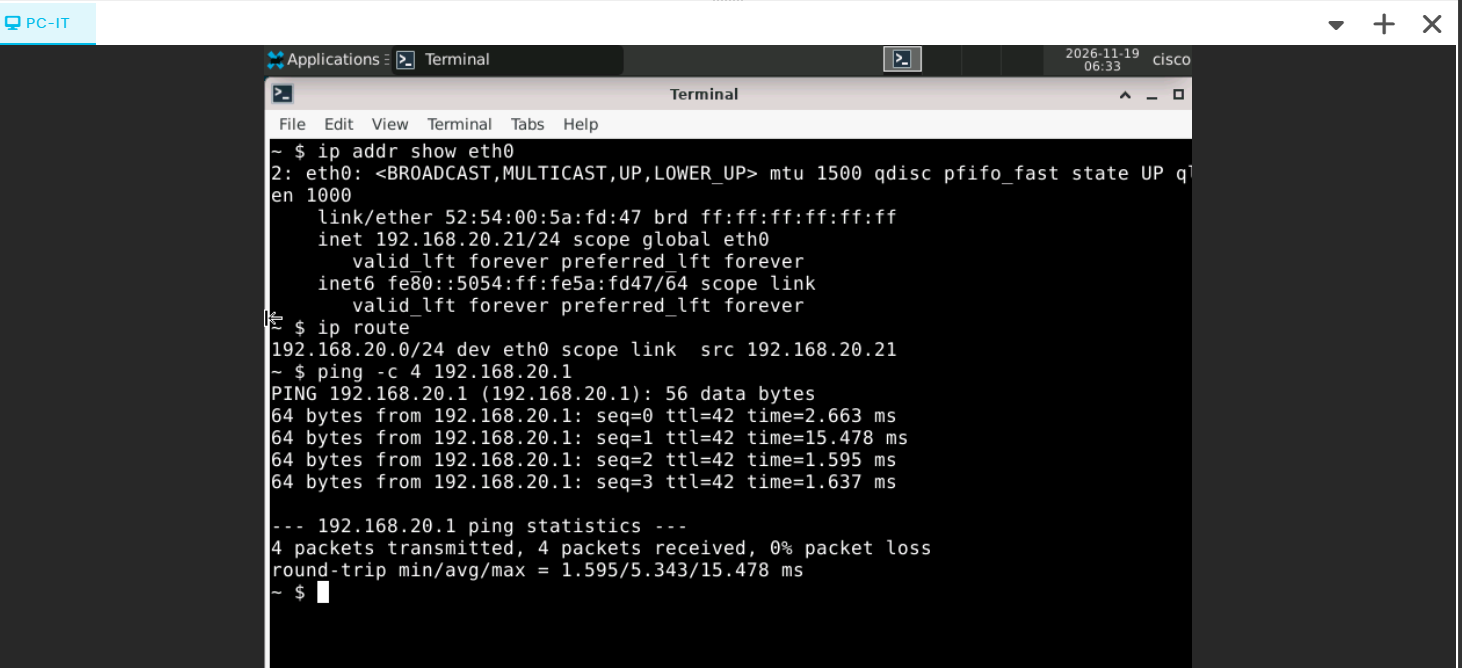 PC-IT
Applications
Terminal
2026-11-19
06:33
cisco
Terminal
File Edit View Terminal Tabs Help
~ $ ip addr show eth0
2: eth0: <BROADCAST,MULTICAST,UP,LOWER_UP> mtu 1500 qdisc pfifo_fast state UP ql
en 1000
    link/ether 52:54:00:5a:fd:47 brd ff:ff:ff:ff:ff:ff
    inet 192.168.20.21/24 scope global eth0
       valid_lft forever preferred_lft forever
    inet6 fe80::5054:ff:fe5a:fd47/64 scope link
       valid_lft forever preferred_lft forever
~ $ ip route
192.168.20.0/24 dev eth0 scope link  src 192.168.20.21
~ $ ping -c 4 192.168.20.1
PING 192.168.20.1 (192.168.20.1): 56 data bytes
64 bytes from 192.168.20.1: seq=0 ttl=42 time=2.663 ms
64 bytes from 192.168.20.1: seq=1 ttl=42 time=15.478 ms
64 bytes from 192.168.20.1: seq=2 ttl=42 time=1.595 ms
64 bytes from 192.168.20.1: seq=3 ttl=42 time=1.637 ms

--- 192.168.20.1 ping statistics ---
4 packets transmitted, 4 packets received, 0% packet loss
round-trip min/avg/max = 1.595/5.343/15.478 ms
~ $